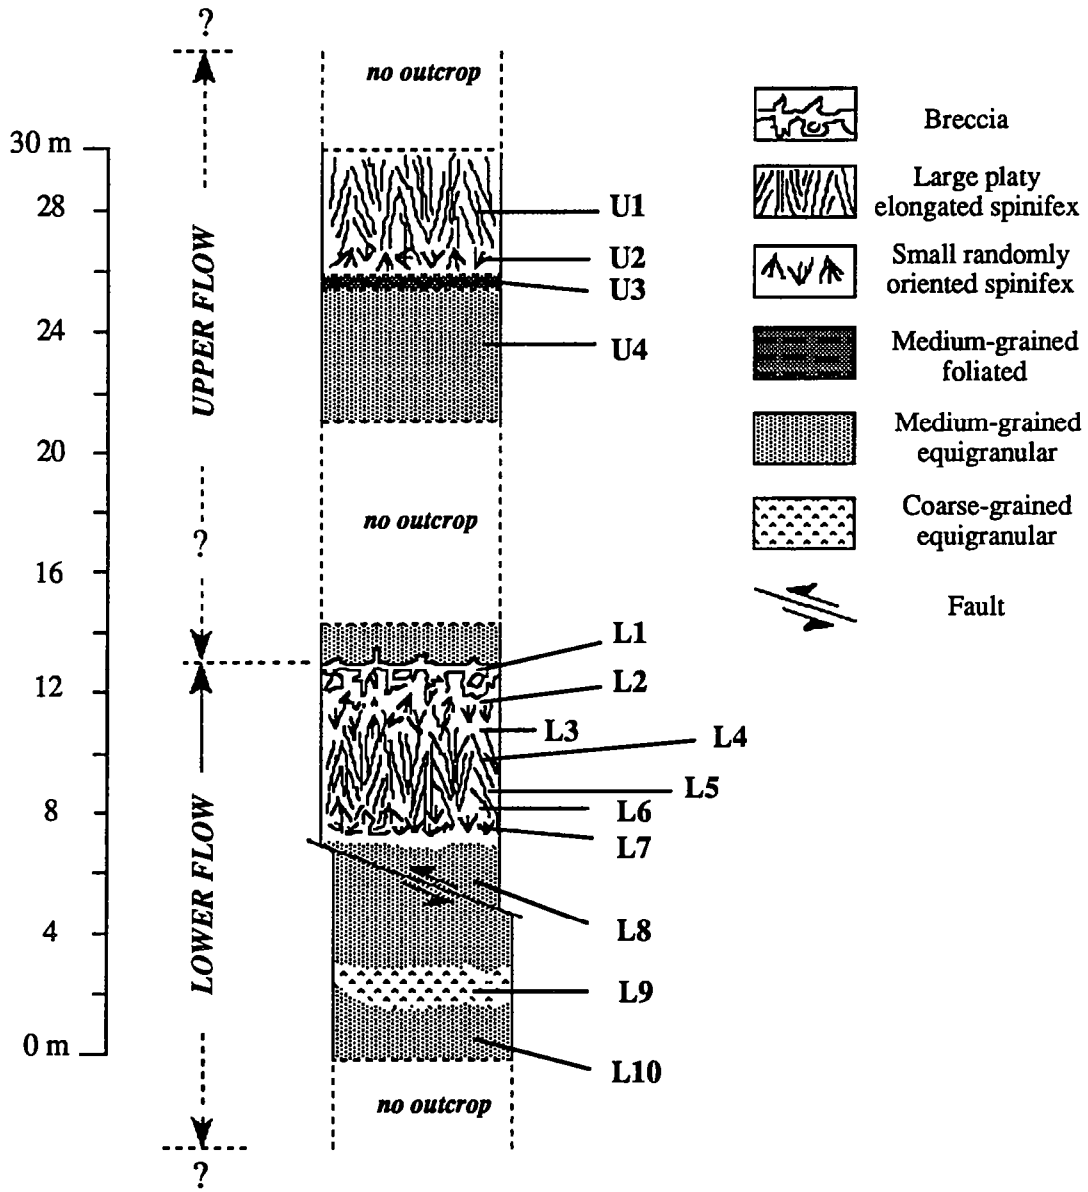 ?
no outcrop
30 m
28
24
20
16
12
8
4
0 m
UPPER FLOW
?
LOWER FLOW
?
U1
U2
U3
U4
no outcrop
L1
L2
L3
L4
L5
L6
L7
L8
L9
L10
no outcrop
Breccia
Large platy
elongated spinifex
Small randomly
oriented spinifex
Medium-grained
foliated
Medium-grained
equigranular
Coarse-grained
equigranular
Fault